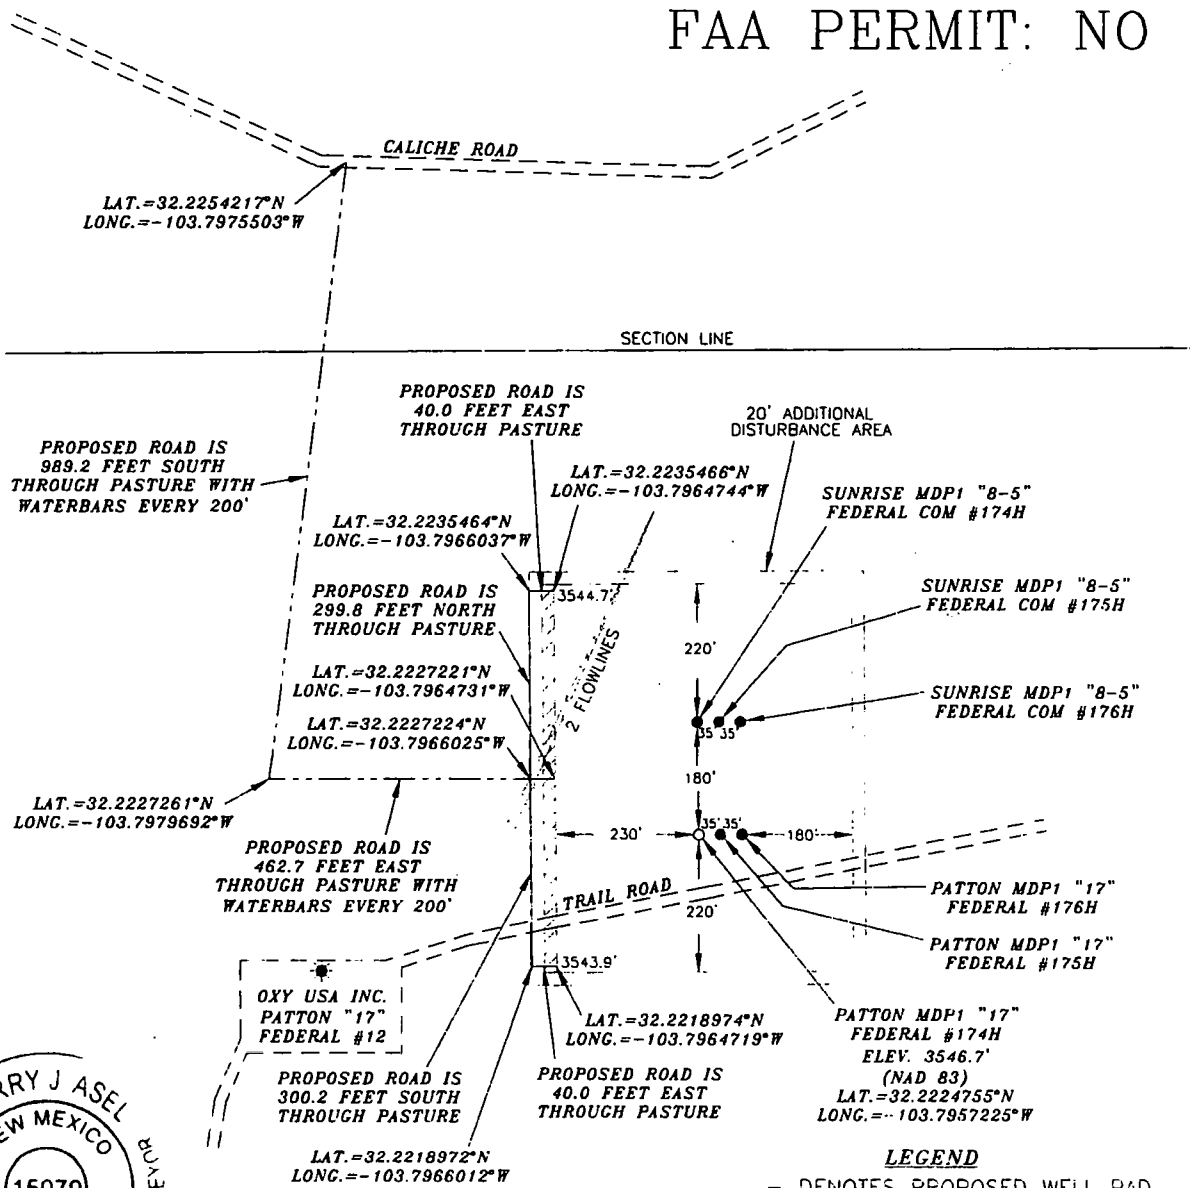 FAA PERMIT: NO
CALICHE ROAD
LAT.=32.2254217°N
LONG.=-103.7975503°W
SECTION LINE
PROPOSED ROAD IS
40.0 FEET EAST
THROUGH PASTURE
20' ADDITIONAL
DISTURBANCE AREA
PROPOSED ROAD IS
989.2 FEET SOUTH
THROUGH PASTURE WITH
WATERBARS EVERY 200'
LAT.=32.2235466°N
LONG.=-103.7964744°W
SUNRISE MDP1 "8-5"
FEDERAL COM #174H
LAT.=32.2235464°N
LONG.=-103.7966037°W
SUNRISE MDP1 "8-5"
FEDERAL COM #175H
PROPOSED ROAD IS
299.8 FEET NORTH
THROUGH PASTURE
3544.7'
2 FLOWLINES
220'
LAT.=32.2227221°N
LONG.=-103.7964731°W
SUNRISE MDP1 "8-5"
FEDERAL COM #176H
35' 35'
LAT.=32.2227224°N
LONG.=-103.7966025°W
180'
LAT.=32.2227261°N
LONG.=-103.7979692°W
35' 35'
230'
180'
PROPOSED ROAD IS
462.7 FEET EAST
THROUGH PASTURE WITH
WATERBARS EVERY 200'
TRAIL ROAD
220'
PATTON MDP1 "17"
FEDERAL #176H
PATTON MDP1 "17"
FEDERAL #175H
3543.9'
OXY USA INC.
PATTON "17"
FEDERAL #12
LAT.=32.2218974°N
LONG.=-103.7964719°W
PATTON MDP1 "17"
FEDERAL #174H
ELEV. 3546.7'
(NAD 83)
LAT.=32.2224755°N
LONG.=-103.7957225°W
PROPOSED ROAD IS
300.2 FEET SOUTH
THROUGH PASTURE
PROPOSED ROAD IS
40.0 FEET EAST
THROUGH PASTURE
LAT.=32.2218972°N
LONG.=-103.7966012°W
RRY J ASEL
EW MEXICO
15079
LEGEND
- DENOTES PROPOSED WELL PAD